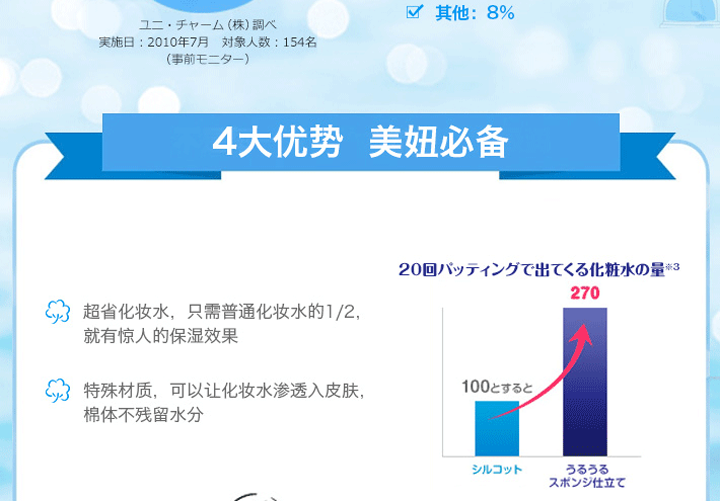 ユニ・チャーム(株)調べ
実施日：2010年7月　対象人数：154名
(事前モニター)
其他：8%
4大优势 美妞必备
20回パッティングで出てくる化粧水の量※3
270
超省化妆水，只需普通化妆水的1/2，
就有惊人的保湿效果
100とすると
特殊材质，可以让化妆水渗透入皮肤，
棉体不残留水分
シルコット
うるうる
スポンジ仕立て